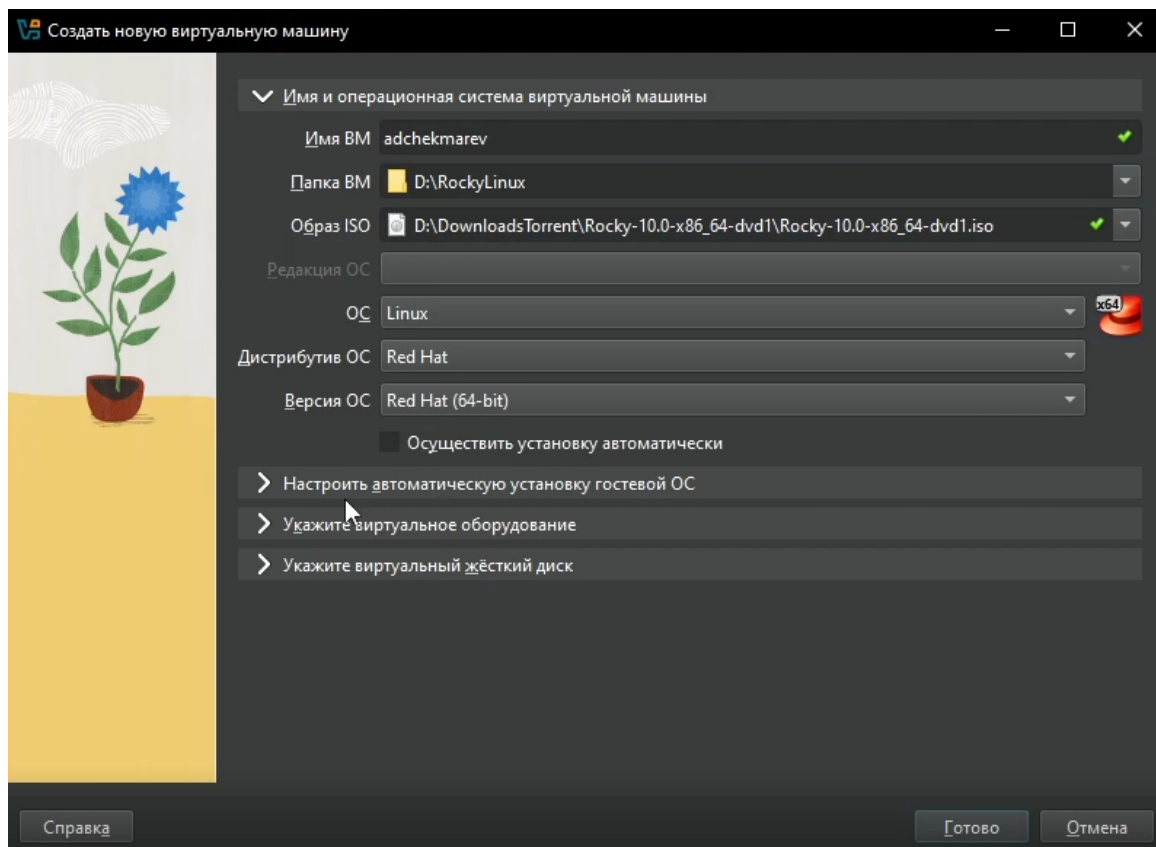 Создать новую виртуальную машину
Имя и операционная система виртуальной машины
Имя ВМ adchekmarev
Папка ВМ D:\RockyLinux
Образ ISO D:\DownloadsTorrent\Rocky-10.0-x86_64-dvd1\Rocky-10.0-x86_64-dvd1.iso
Редакция ОС
ОС Linux
x64
Дистрибутив ОС Red Hat
Версия ОС Red Hat (64-bit)
Осуществить установку автоматически
Настроить автоматическую установку гостевой ОС
Укажите виртуальное оборудование
Укажите виртуальный жёсткий диск
Справка Готово Отмена